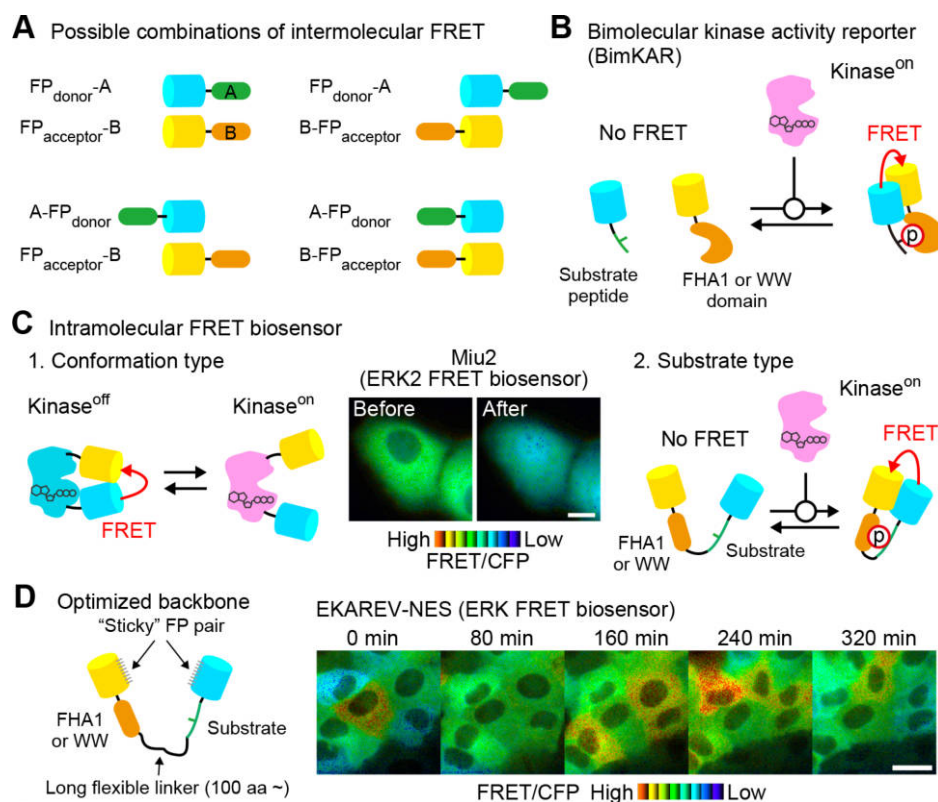 A Possible combinations of intermolecular FRET
FPdonor-A
A
FPacceptor-B
B
FPdonor-A
B-FPacceptor
A-FPdonor
FPacceptor-B
A-FPdonor
B-FPacceptor
B Bimolecular kinase activity reporter
(BimKAR)
Kinaseon
No FRET
FRET
p
Substrate
peptide
FHA1 or WW
domain
C Intramolecular FRET biosensor
1. Conformation type
Kinaseoff
Kinaseon
FRET
Miu2
(ERK2 FRET biosensor)
Before
After
High
Low
FRET/CFP
2. Substrate type
Kinaseon
No FRET
FRET
FHA1
or WW
Substrate
p
D Optimized backbone
"Sticky" FP pair
FHA1
or WW
Substrate
Long flexible linker (100 aa ~)
EKAREV-NES (ERK FRET biosensor)
0 min
80 min
160 min
240 min
320 min
FRET/CFP High
Low